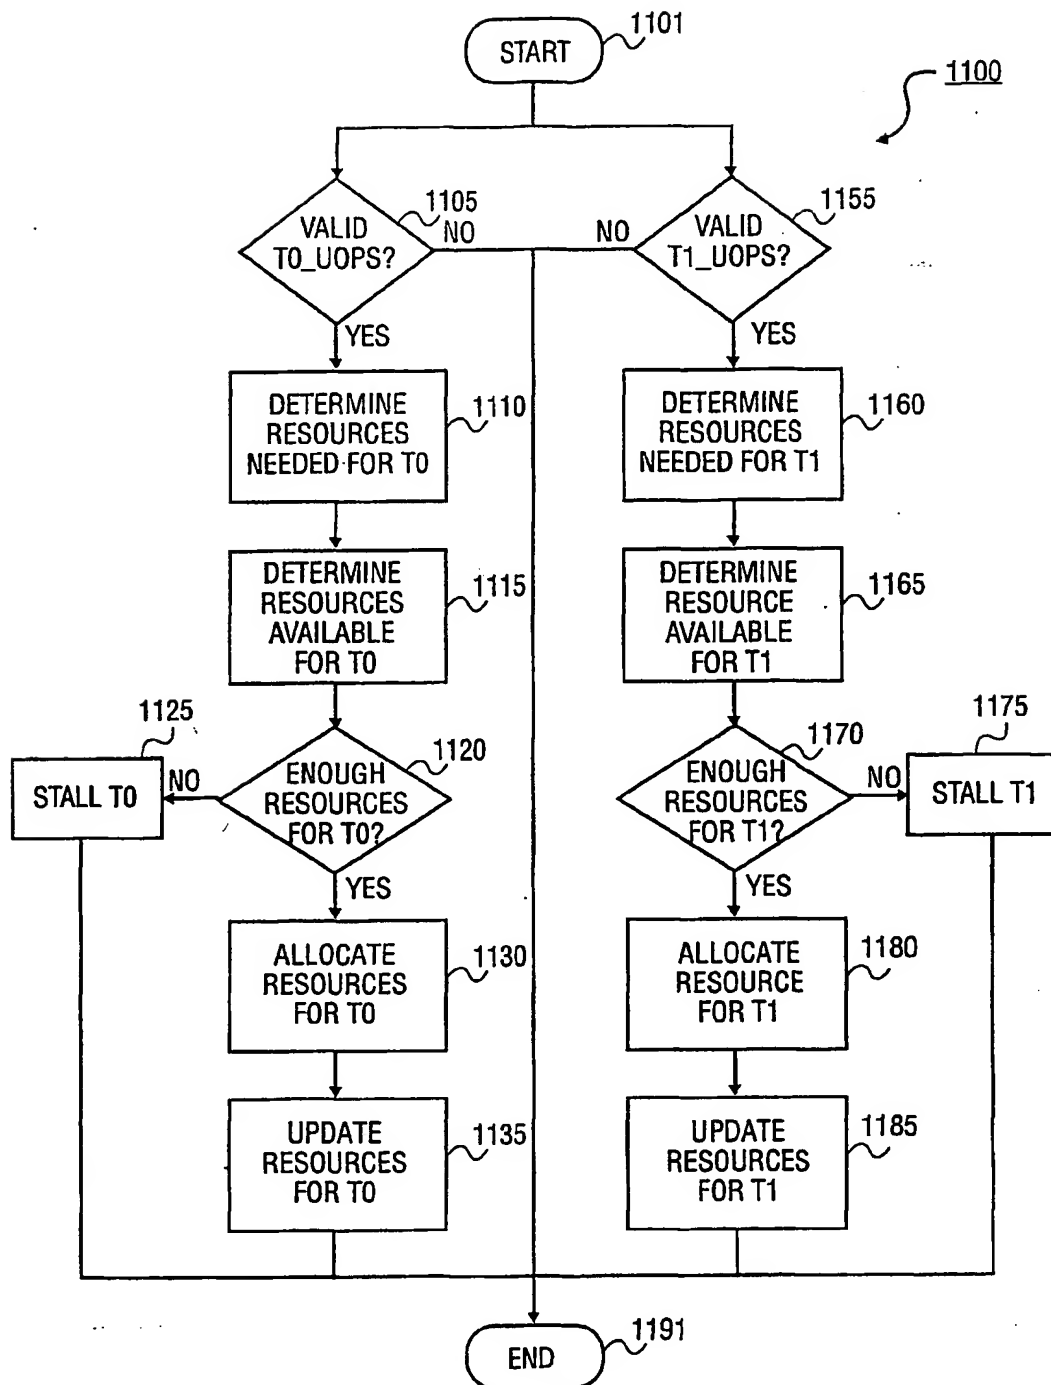 START
1101
1100
VALID
T0_UOPS?
1105
NO
NO
VALID
T1_UOPS?
1155
YES
YES
DETERMINE
RESOURCES
NEEDED FOR T0
1110
DETERMINE
RESOURCES
NEEDED FOR T1
1160
DETERMINE
RESOURCES
AVAILABLE
FOR T0
1115
DETERMINE
RESOURCE
AVAILABLE
FOR T1
1165
1125
STALL T0
NO
ENOUGH
RESOURCES
FOR T0?
1120
ENOUGH
RESOURCES
FOR T1?
1170
NO
1175
STALL T1
YES
YES
ALLOCATE
RESOURCES
FOR T0
1130
ALLOCATE
RESOURCE
FOR T1
1180
UPDATE
RESOURCES
FOR T0
1135
UPDATE
RESOURCES
FOR T1
1185
END
1191